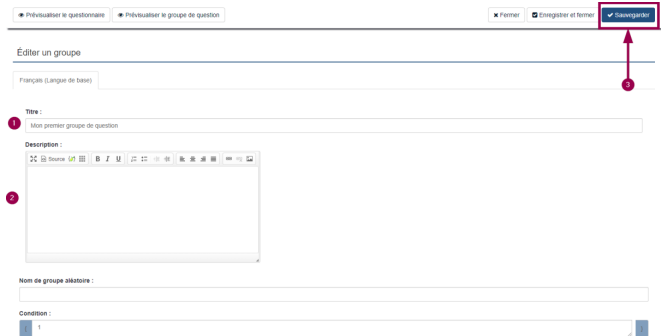 Prévisualiser le questionnaire Prévisualiser le groupe de question Fermer Enregistrer et fermer Sauvegarder
Éditer un groupe
3
Français (Langue de base)
Titre :
1 Mon premier groupe de question
Description :
Source B I U
2
Nom de groupe aléatoire :
Condition :
{ 1 }